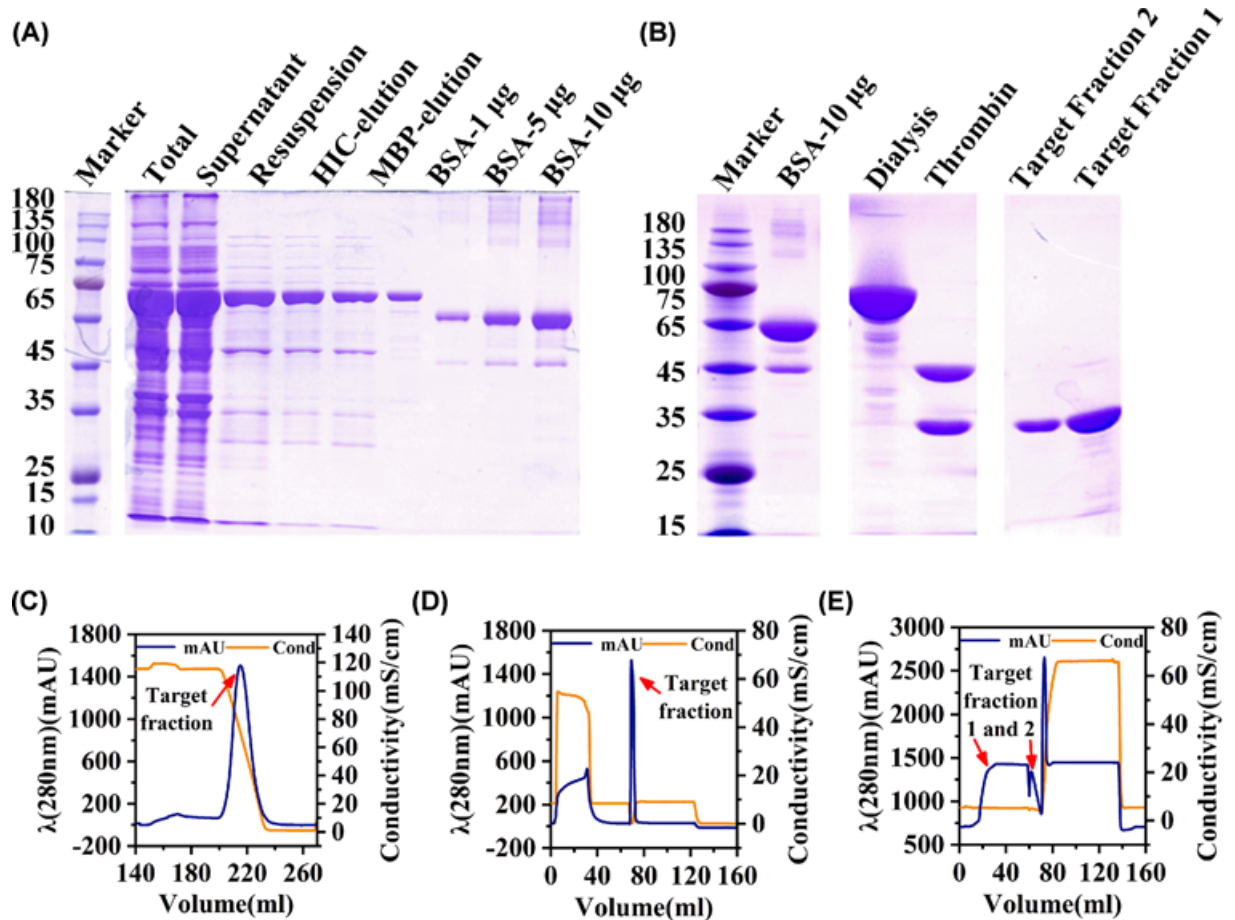 (A)
Marker
Total
Supernatant
Resuspension
HIC-elution
MBP-elution
BSA-1 µg
BSA-5 µg
BSA-10 µg
180
135
100
75
65
45
35
25
15
10
(B)
Marker
BSA-10 µg
Dialysis
Thrombin
Target Fraction 2
Target Fraction 1
180
135
100
75
65
45
35
25
15
(C)
λ(280nm)(mAU)
1800
1400
1000
600
200
-200
mAU
Cond
Target
fraction
140
120
100
80
60
40
20
0
Conductivity(mS/cm)
140 180 220 260
Volume(ml)
(D)
λ(280nm)(mAU)
1800
1400
1000
600
200
-200
mAU
Cond
Target
fraction
80
60
40
20
0
Conductivity(mS/cm)
0 40 80 120 160
Volume(ml)
(E)
λ(280nm)(mAU)
3000
2500
2000
1500
1000
500
mAU
Cond
Target
fraction
1 and 2
80
60
40
20
0
Conductivity(mS/cm)
0 40 80 120 160
Volume(ml)